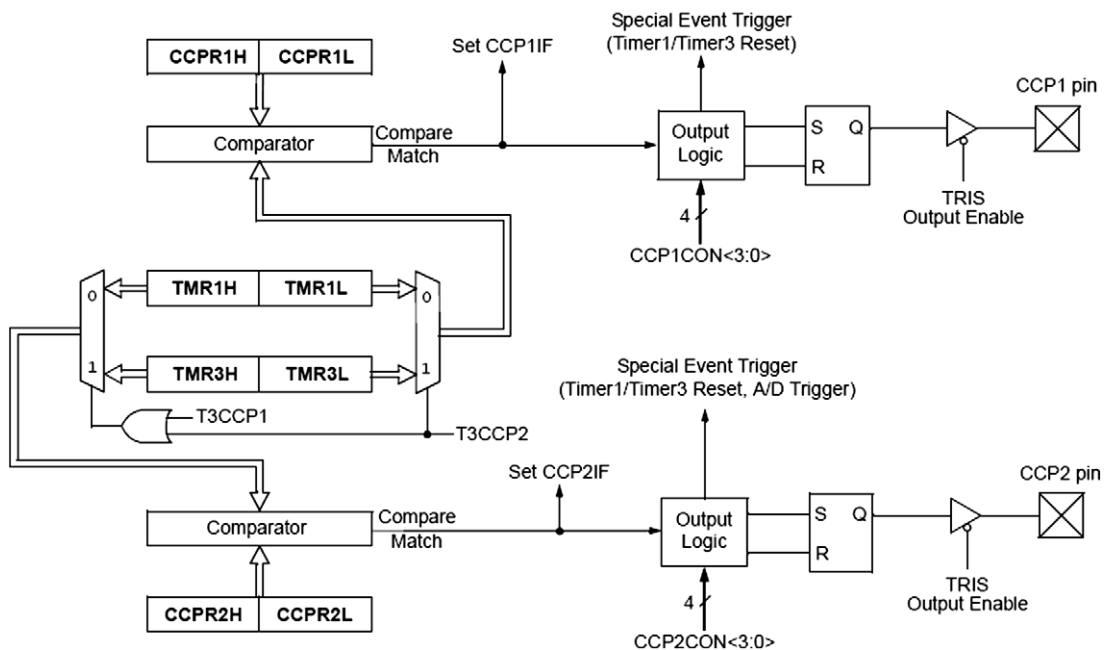 Special Event Trigger
(Timer1/Timer3 Reset)
Set CCP1IF
CCPR1H CCPR1L
CCP1 pin
Comparator
Compare
Match
Output
Logic
S Q
R
TRIS
Output Enable
4
CCP1CON<3:0>
0 TMR1H TMR1L 0
1 TMR3H TMR3L 1
T3CCP1
T3CCP2
Special Event Trigger
(Timer1/Timer3 Reset, A/D Trigger)
Set CCP2IF
CCP2 pin
Comparator
Compare
Match
Output
Logic
S Q
R
TRIS
Output Enable
4
CCPR2H CCPR2L
CCP2CON<3:0>